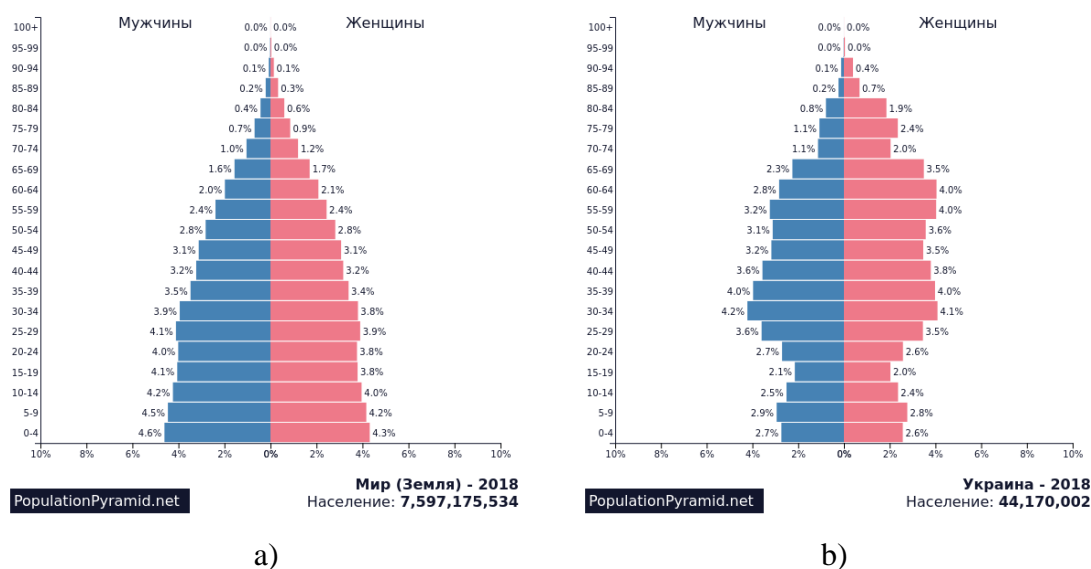 Мужчины Женщины
100+ 0.0% 0.0%
95-99 0.0% 0.0%
90-94 0.1% 0.1%
85-89 0.2% 0.3%
80-84 0.4% 0.6%
75-79 0.7% 0.9%
70-74 1.0% 1.2%
65-69 1.6% 1.7%
60-64 2.0% 2.1%
55-59 2.4% 2.4%
50-54 2.8% 2.8%
45-49 3.1% 3.1%
40-44 3.2% 3.2%
35-39 3.5% 3.4%
30-34 3.9% 3.8%
25-29 4.1% 3.9%
20-24 4.0% 3.8%
15-19 4.1% 3.8%
10-14 4.2% 4.0%
5-9 4.5% 4.2%
0-4 4.6% 4.3%
10% 8% 6% 4% 2% 0% 2% 4% 6% 8% 10%
Мир (Земля) - 2018
PopulationPyramid.net Население: 7,597,175,534
a)
Мужчины Женщины
100+ 0.0% 0.0%
95-99 0.0% 0.0%
90-94 0.1% 0.4%
85-89 0.2% 0.7%
80-84 0.8% 1.9%
75-79 1.1% 2.4%
70-74 1.1% 2.0%
65-69 2.3% 3.5%
60-64 2.8% 4.0%
55-59 3.2% 4.0%
50-54 3.1% 3.6%
45-49 3.2% 3.5%
40-44 3.6% 3.8%
35-39 4.0% 4.0%
30-34 4.2% 4.1%
25-29 3.6% 3.5%
20-24 2.7% 2.6%
15-19 2.1% 2.0%
10-14 2.5% 2.4%
5-9 2.9% 2.8%
0-4 2.7% 2.6%
10% 8% 6% 4% 2% 0% 2% 4% 6% 8% 10%
Украина - 2018
PopulationPyramid.net Население: 44,170,002
b)